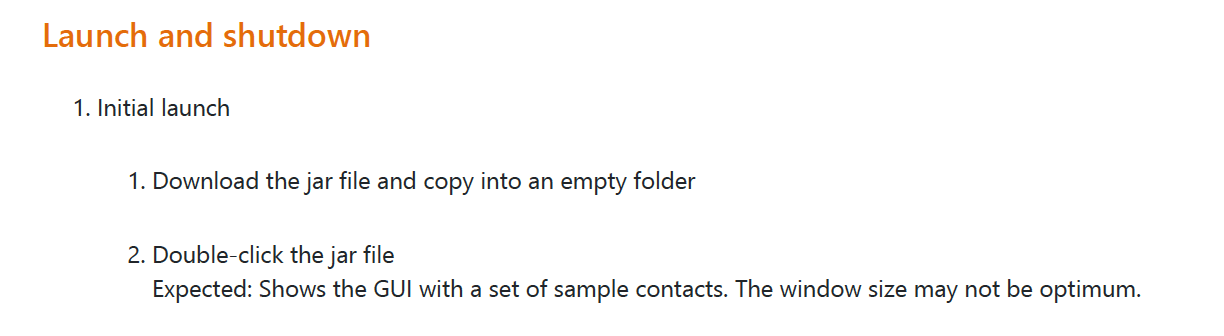 Launch and shutdown
1. Initial launch
1. Download the jar file and copy into an empty folder
2. Double-click the jar file
Expected: Shows the GUI with a set of sample contacts. The window size may not be optimum.